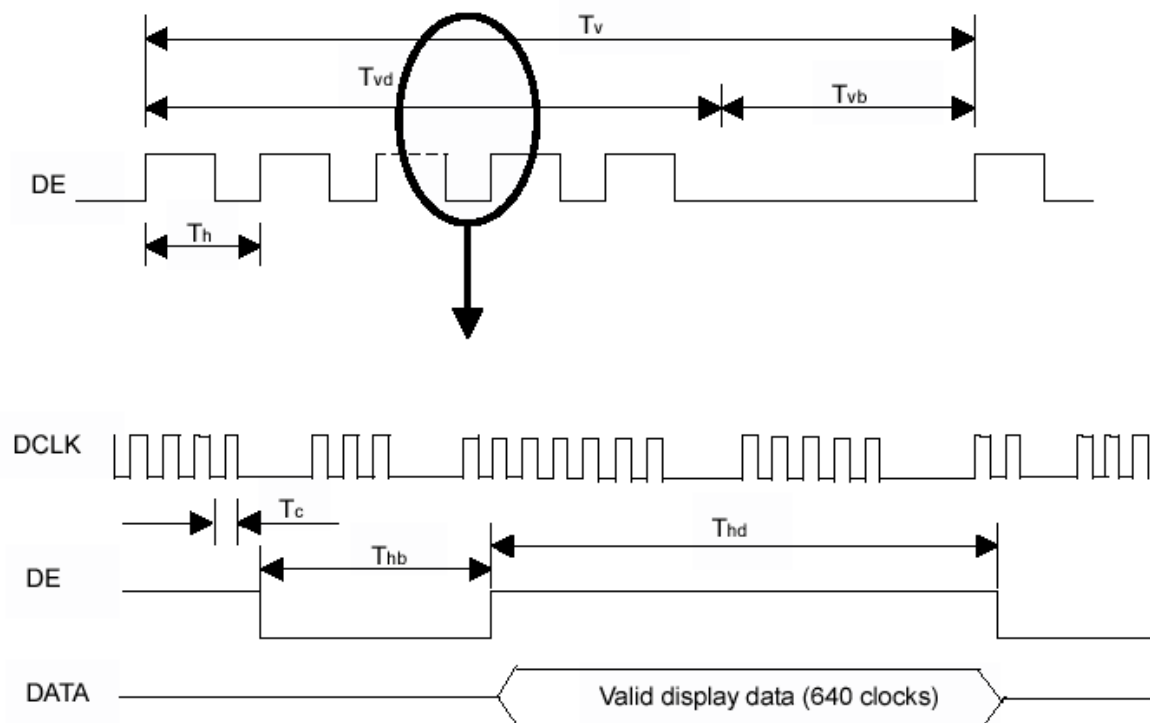 Tv
Tvd
Tvb
DE
Th
DCLK
Tc
Thd
Thb
DE
DATA
Valid display data (640 clocks)